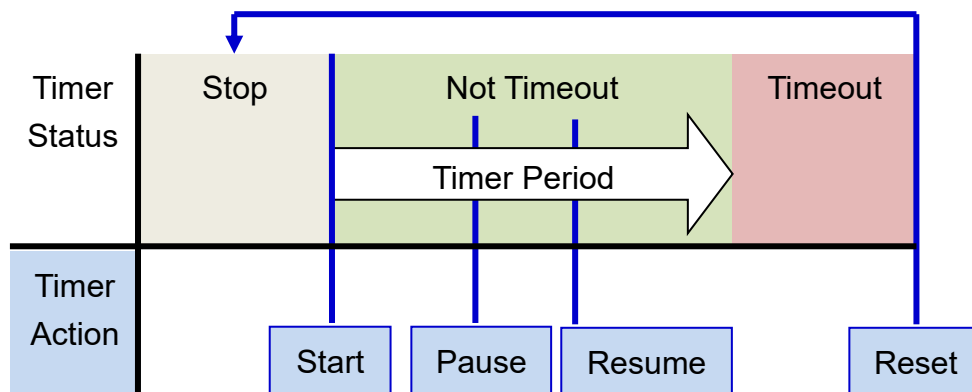 Timer
Status
Stop
Not Timeout
Timeout
Timer Period
Timer
Action
Start
Pause
Resume
Reset